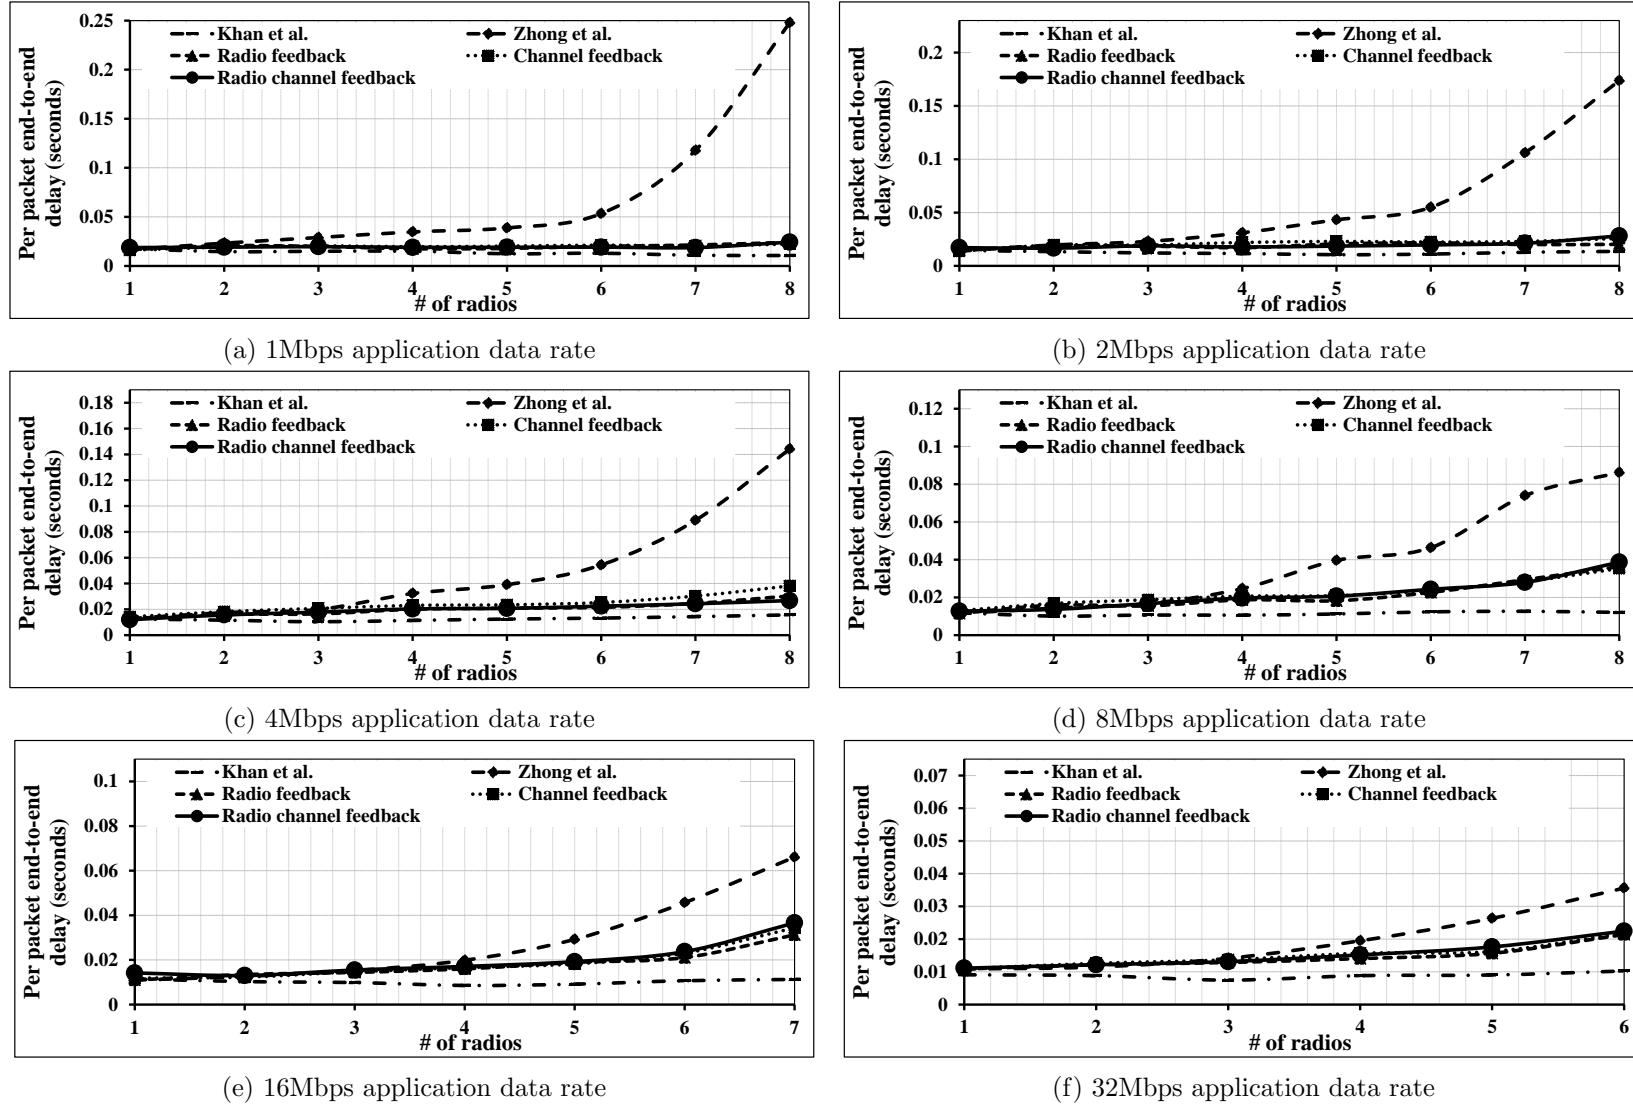 0.25
0.2
0.15
0.1
0.05
0
Per packet end-to-end
delay (seconds)
Khan et al.
Zhong et al.
Radio feedback
Channel feedback
Radio channel feedback
1 2 3 4 5 6 7 8
# of radios
(a) 1Mbps application data rate
0.2
0.15
0.1
0.05
0
Per packet end-to-end
delay (seconds)
Khan et al.
Zhong et al.
Radio feedback
Channel feedback
Radio channel feedback
1 2 3 4 5 6 7 8
# of radios
(b) 2Mbps application data rate
0.18
0.16
0.14
0.12
0.1
0.08
0.06
0.04
0.02
0
Per packet end-to-end
delay (seconds)
Khan et al.
Zhong et al.
Radio feedback
Channel feedback
Radio channel feedback
1 2 3 4 5 6 7 8
# of radios
(c) 4Mbps application data rate
0.12
0.1
0.08
0.06
0.04
0.02
0
Per packet end-to-end
delay (seconds)
Khan et al.
Zhong et al.
Radio feedback
Channel feedback
Radio channel feedback
1 2 3 4 5 6 7 8
# of radios
(d) 8Mbps application data rate
0.1
0.08
0.06
0.04
0.02
0
Per packet end-to-end
delay (seconds)
Khan et al.
Zhong et al.
Radio feedback
Channel feedback
Radio channel feedback
1 2 3 4 5 6 7
# of radios
(e) 16Mbps application data rate
0.07
0.06
0.05
0.04
0.03
0.02
0.01
0
Per packet end-to-end
delay (seconds)
Khan et al.
Zhong et al.
Radio feedback
Channel feedback
Radio channel feedback
1 2 3 4 5 6
# of radios
(f) 32Mbps application data rate